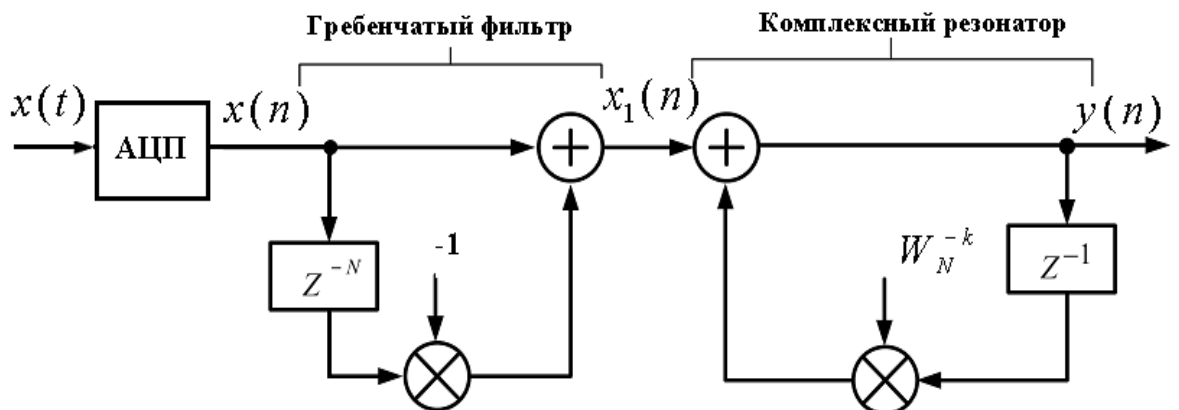 Гребенчатый фильтр
Комплексный резонатор
x(t)
АЦП
x(n)
+
x₁(n)
+
y(n)
Z⁻ᴺ
-1
W_N^{-k}
Z⁻¹